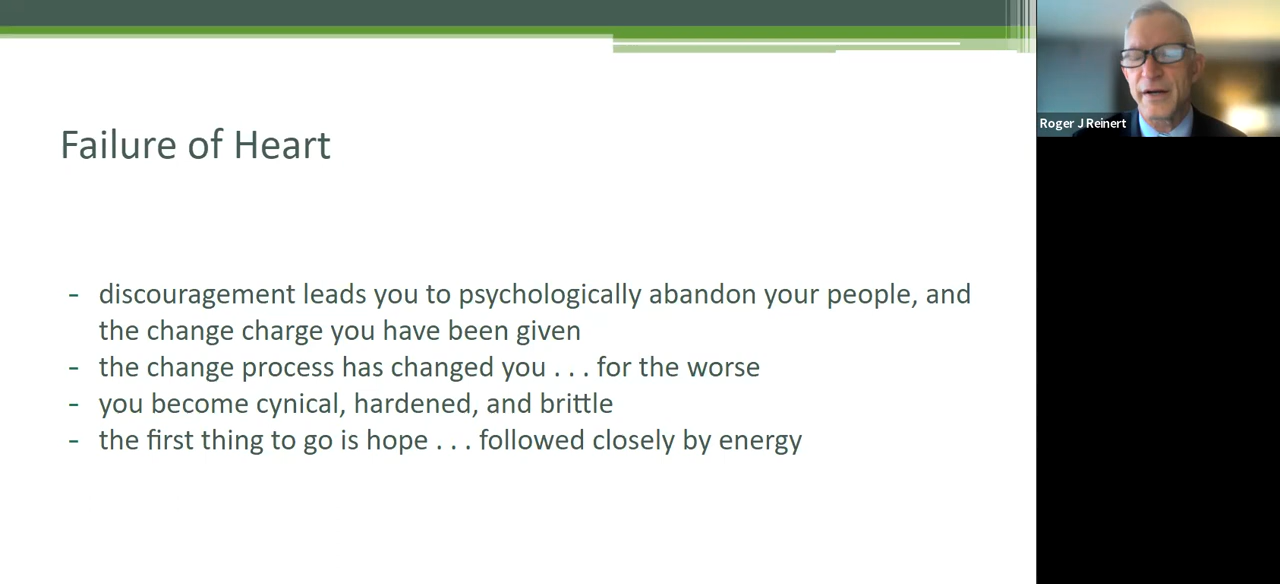 Failure of Heart
- discouragement leads you to psychologically abandon your people, and
the change charge you have been given
- the change process has changed you . . . for the worse
- you become cynical, hardened, and brittle
- the first thing to go is hope . . . followed closely by energy
Roger J Reinert